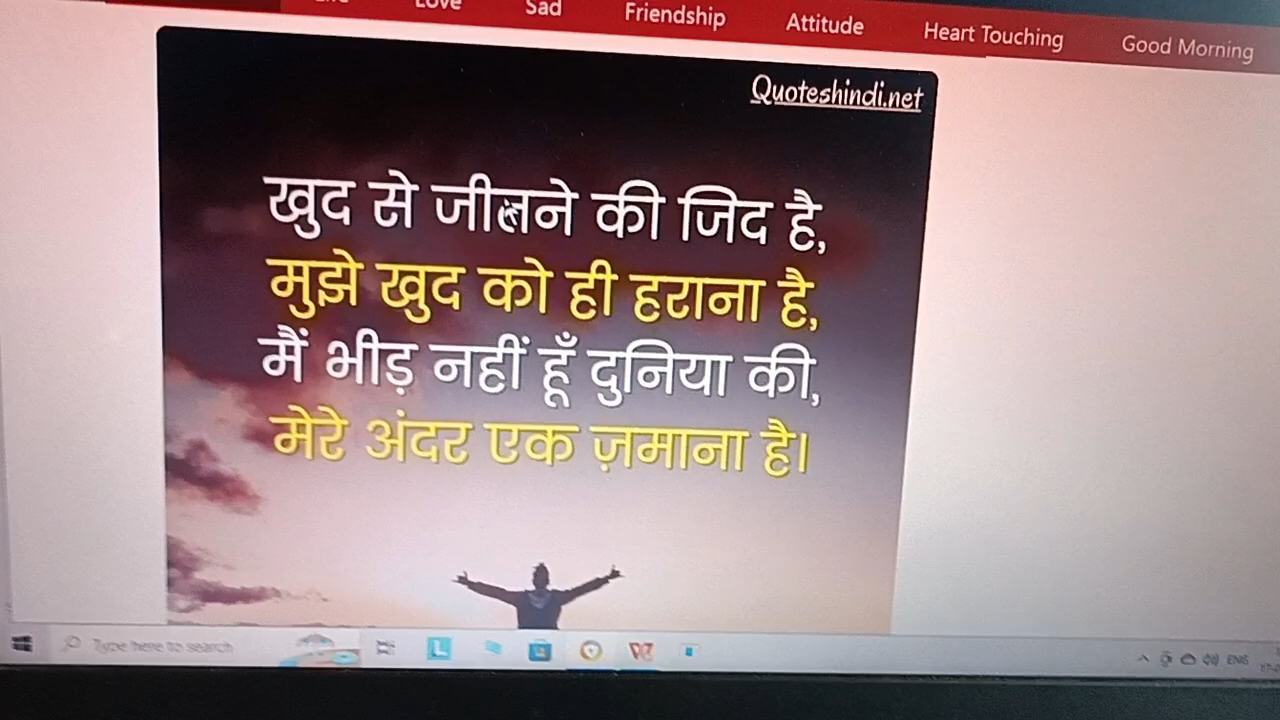 Love
Sad
Friendship
Attitude
Heart Touching
Good Morning
Quoteshindi.net
खुद से जीतने की जिद है,
मुझे खुद को ही हराना है,
मैं भीड़ नहीं हूँ दुनिया की,
मेरे अंदर एक ज़माना है।
Type here to search
ENG